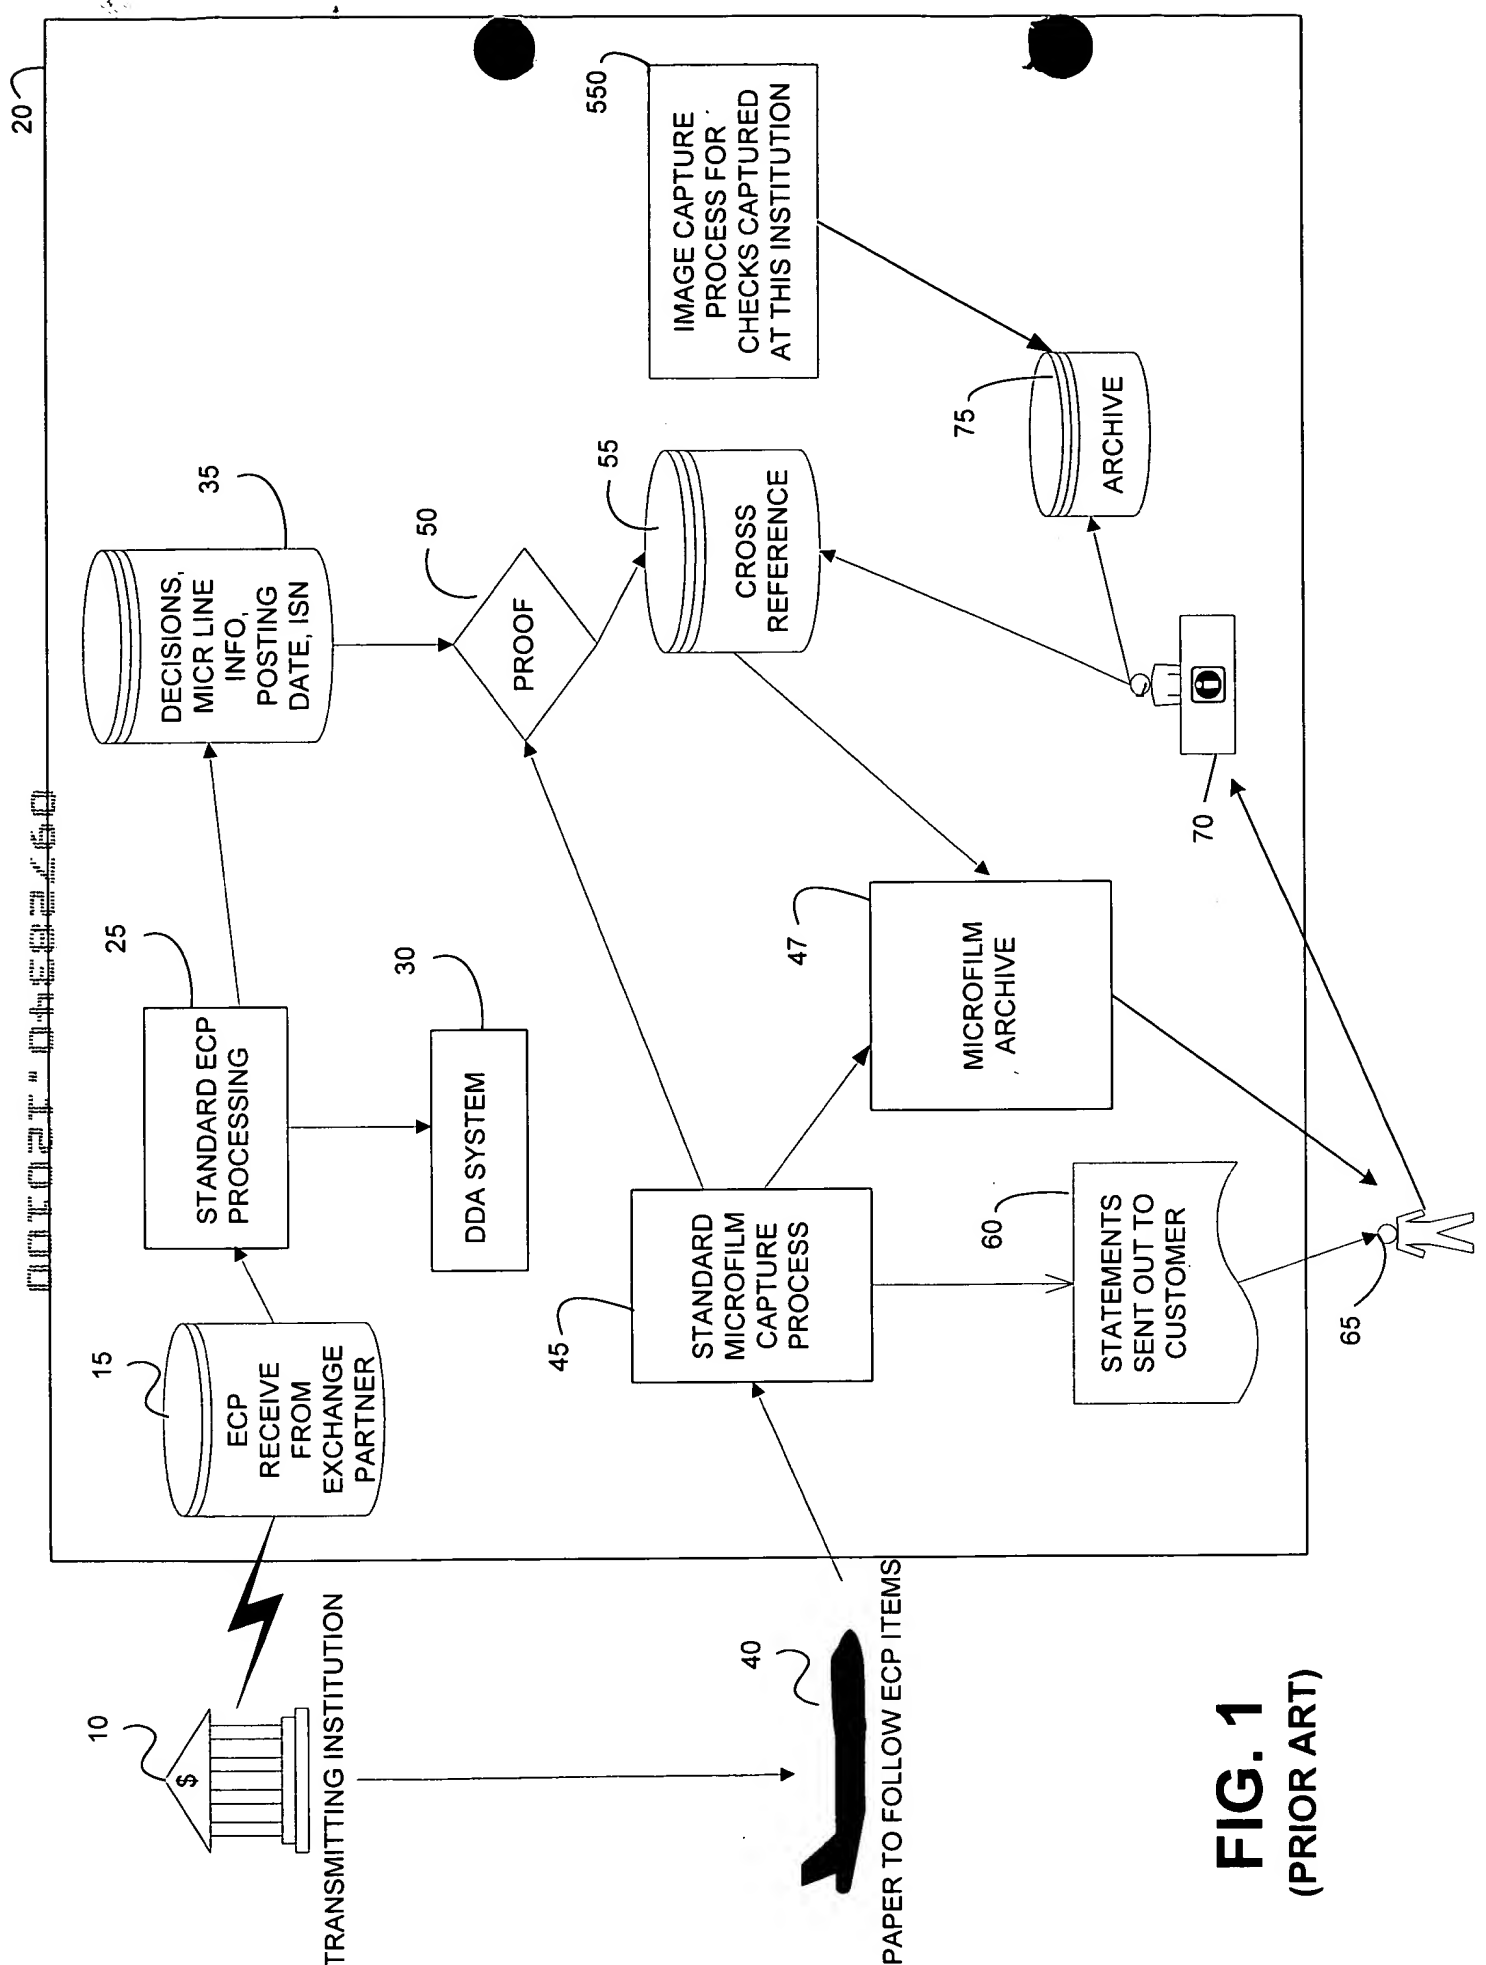 20
10
$
TRANSMITTING INSTITUTION
15
ECP
RECEIVE
FROM
EXCHANGE
PARTNER
25
STANDARD ECP
PROCESSING
30
DDA SYSTEM
35
DECISIONS,
MICR LINE
INFO,
POSTING
DATE, ISN
50
PROOF
55
CROSS
REFERENCE
550
IMAGE CAPTURE
PROCESS FOR
CHECKS CAPTURED
AT THIS INSTITUTION
40
PAPER TO FOLLOW ECP ITEMS
45
STANDARD
MICROFILM
CAPTURE
PROCESS
47
MICROFILM
ARCHIVE
75
ARCHIVE
60
STATEMENTS
SENT OUT TO
CUSTOMER
65
70
i
FIG. 1
(PRIOR ART)